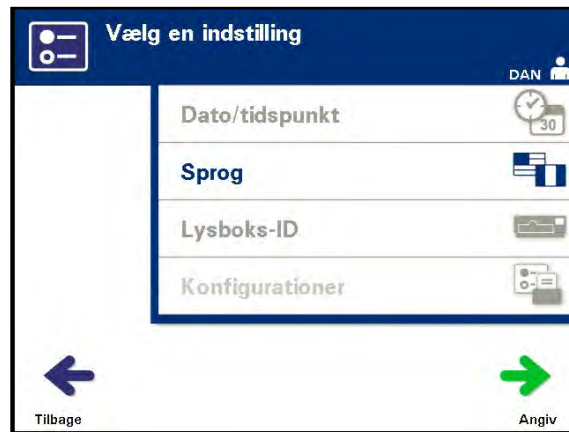 Vælg en indstilling
DAN
Dato/tidspunkt
30
Sprog
Lysboks-ID
Konfigurationer
Tilbage
Angiv